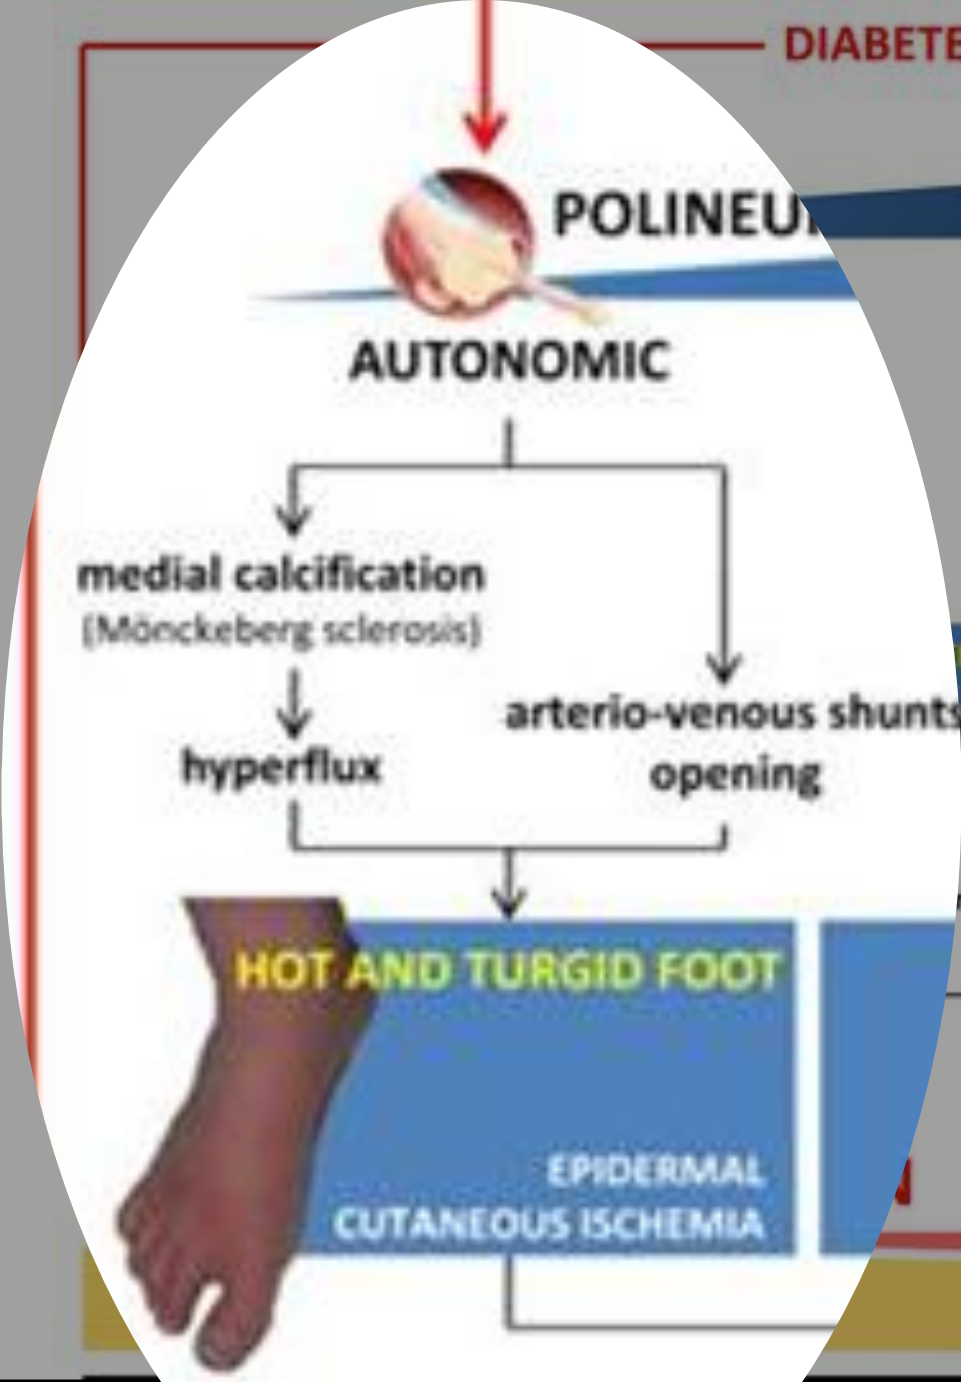 DIABETE
POLINEU
AUTONOMIC
medial calcification
(Mönckeberg sclerosis)
arterio-venous shunts
hyperflux
opening
HOT AND TURGID FOOT
EPIDERMAL
CUTANEOUS ISCHEMIA
N